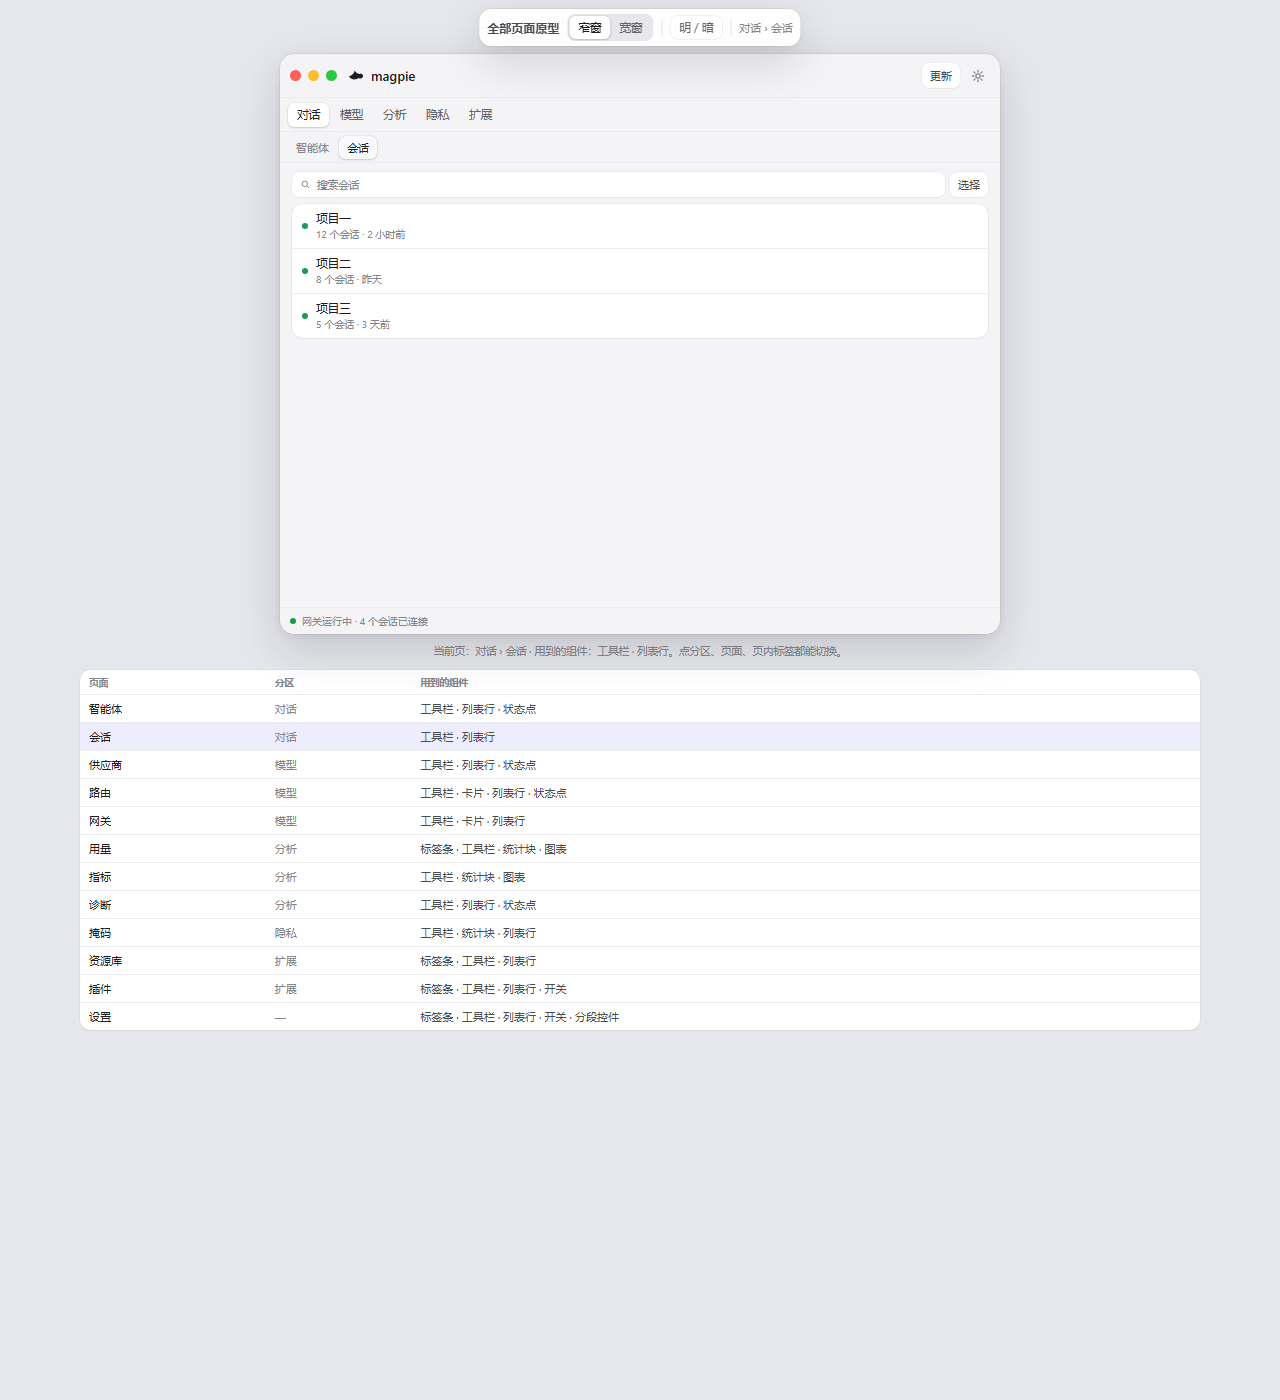 全部页面原型 窄窗 宽窗 明 / 暗 对话 › 会话
magpie 更新
对话 模型 分析 隐私 扩展
智能体 会话
搜索会话 选择
项目一
12 个会话 · 2 小时前
项目二
8 个会话 · 昨天
项目三
5 个会话 · 3 天前
网关运行中 · 4 个会话已连接
当前页：对话 › 会话 · 用到的组件：工具栏 · 列表行。点分区、页面、页内标签都能切换。
页面 分区 用到的组件
智能体 对话 工具栏 · 列表行 · 状态点
会话 对话 工具栏 · 列表行
供应商 模型 工具栏 · 列表行 · 状态点
路由 模型 工具栏 · 卡片 · 列表行 · 状态点
网关 模型 工具栏 · 卡片 · 列表行
用量 分析 标签条 · 工具栏 · 统计块 · 图表
指标 分析 工具栏 · 统计块 · 图表
诊断 分析 工具栏 · 列表行 · 状态点
掩码 隐私 工具栏 · 统计块 · 列表行
资源库 扩展 标签条 · 工具栏 · 列表行
插件 扩展 标签条 · 工具栏 · 列表行 · 开关
设置 — 标签条 · 工具栏 · 列表行 · 开关 · 分段控件